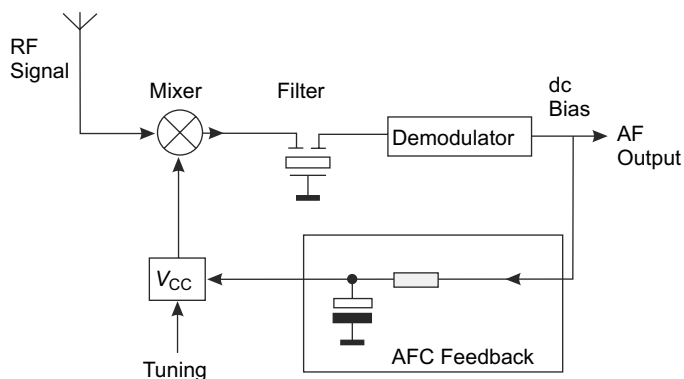 RF
Signal
Mixer
Filter
dc
Bias
Demodulator
AF
Output
VCC
AFC Feedback
Tuning